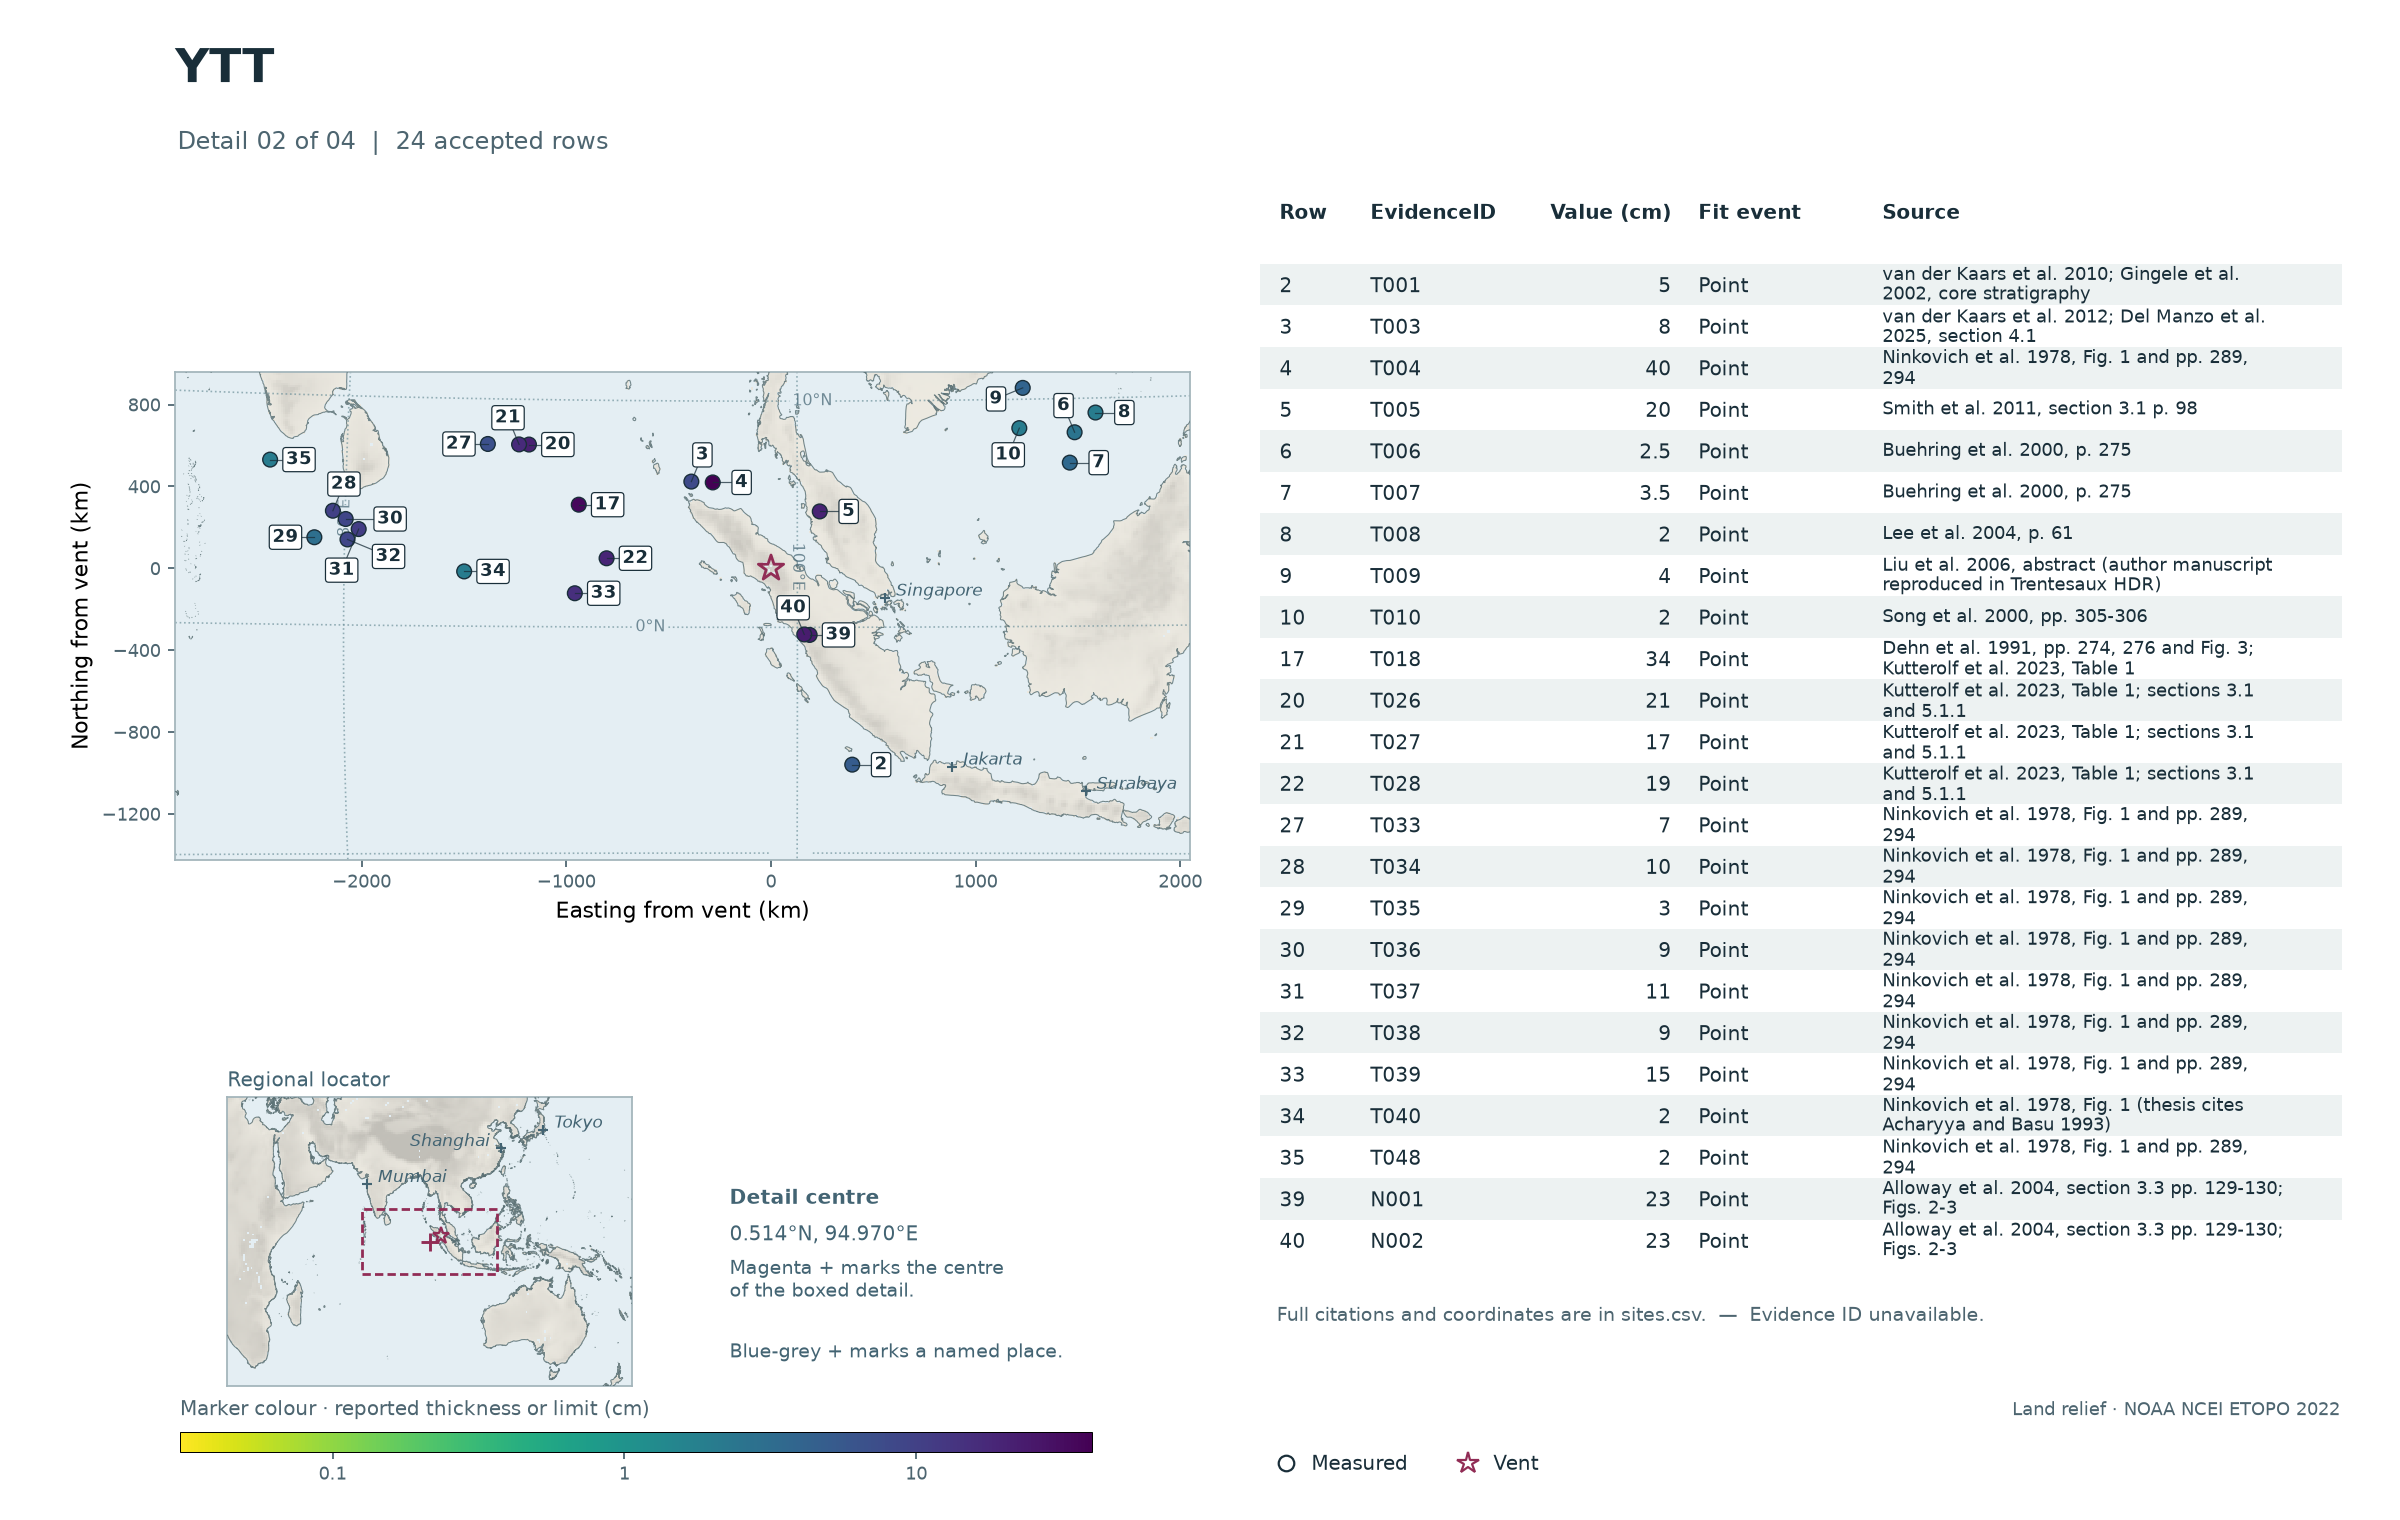 YTT
Detail 02 of 04 | 24 accepted rows
Row EvidenceID Value (cm) Fit event Source
2 T001 5 Point van der Kaars et al. 2010; Gingele et al.
2002, core stratigraphy
3 T003 8 Point van der Kaars et al. 2012; Del Manzo et al.
2025, section 4.1
4 T004 40 Point Ninkovich et al. 1978, Fig. 1 and pp. 289,
294
5 T005 20 Point Smith et al. 2011, section 3.1 p. 98
6 T006 2.5 Point Buehring et al. 2000, p. 275
7 T007 3.5 Point Buehring et al. 2000, p. 275
8 T008 2 Point Lee et al. 2004, p. 61
9 T009 4 Point Liu et al. 2006, abstract (author manuscript
reproduced in Trentesaux HDR)
10 T010 2 Point Song et al. 2000, pp. 305-306
17 T018 34 Point Dehn et al. 1991, pp. 274, 276 and Fig. 3;
Kutterolf et al. 2023, Table 1
20 T026 21 Point Kutterolf et al. 2023, Table 1; sections 3.1
and 5.1.1
21 T027 17 Point Kutterolf et al. 2023, Table 1; sections 3.1
and 5.1.1
22 T028 19 Point Kutterolf et al. 2023, Table 1; sections 3.1
and 5.1.1
27 T033 7 Point Ninkovich et al. 1978, Fig. 1 and pp. 289,
294
28 T034 10 Point Ninkovich et al. 1978, Fig. 1 and pp. 289,
294
29 T035 3 Point Ninkovich et al. 1978, Fig. 1 and pp. 289,
294
30 T036 9 Point Ninkovich et al. 1978, Fig. 1 and pp. 289,
294
31 T037 11 Point Ninkovich et al. 1978, Fig. 1 and pp. 289,
294
32 T038 9 Point Ninkovich et al. 1978, Fig. 1 and pp. 289,
294
33 T039 15 Point Ninkovich et al. 1978, Fig. 1 and pp. 289,
294
34 T040 2 Point Ninkovich et al. 1978, Fig. 1 (thesis cites
Acharyya and Basu 1993)
35 T048 2 Point Ninkovich et al. 1978, Fig. 1 and pp. 289,
294
39 N001 23 Point Alloway et al. 2004, section 3.3 pp. 129-130;
Figs. 2-3
40 N002 23 Point Alloway et al. 2004, section 3.3 pp. 129-130;
Figs. 2-3
Full citations and coordinates are in sites.csv. — Evidence ID unavailable.
Northing from vent (km)
800
400
0
−400
−800
−1200
−2000 −1000 0 1000 2000
Easting from vent (km)
10°N
9
6
8
21
27
20
10
35
3
7
28
4
17
5
30
29
32
22
31
34
33
100°E
Singapore
40
0°N
39
Jakarta
2
Surabaya
Regional locator
Tokyo
Shanghai
Mumbai
Detail centre
0.514°N, 94.970°E
Magenta + marks the centre
of the boxed detail.
Blue-grey + marks a named place.
Marker colour · reported thickness or limit (cm)
0.1 1 10
Land relief · NOAA NCEI ETOPO 2022
Measured Vent